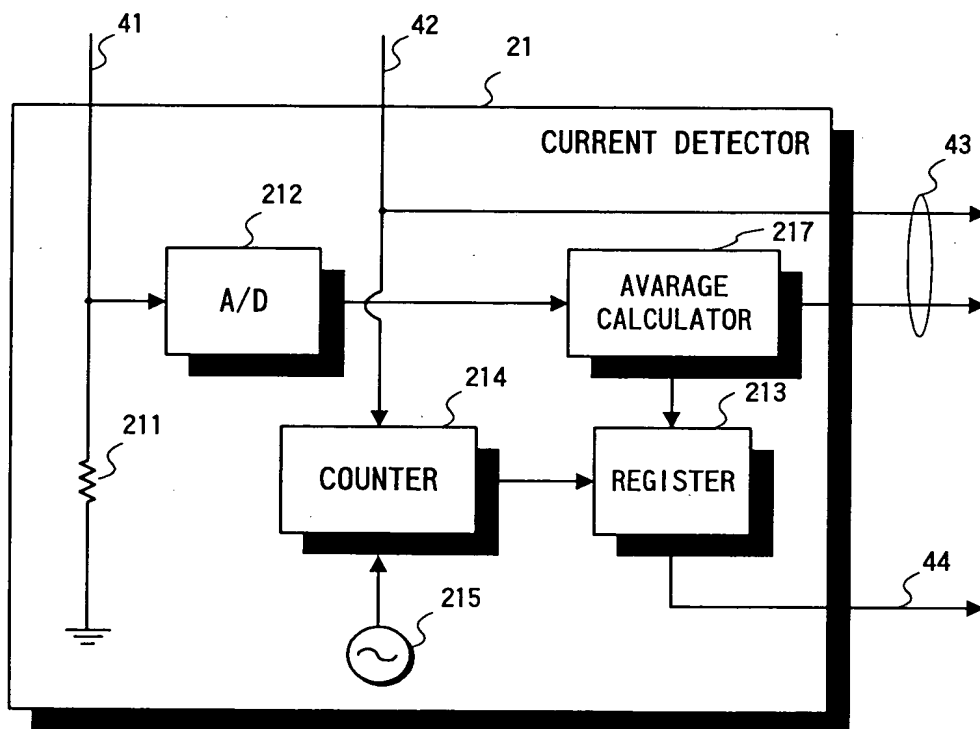 41
42
21
CURRENT DETECTOR
43
212
217
A/D
AVARAGE
CALCULATOR
214
213
211
COUNTER
REGISTER
44
215